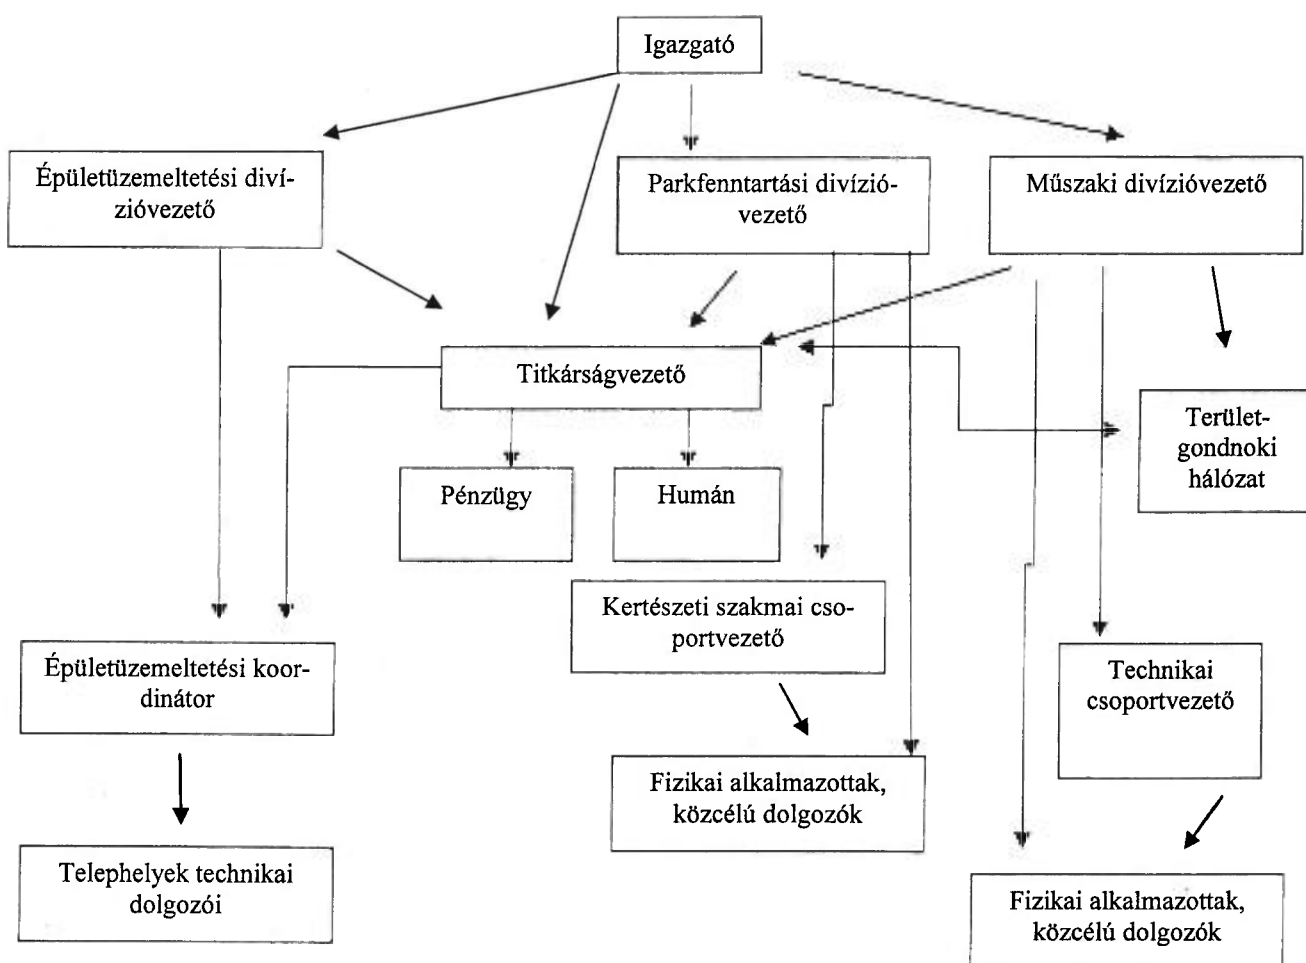 Igazgató
Épületüzemeltetési diví-
zióvezető
Parkfenntartási divízió-
vezető
Műszaki divízióvezető
Titkárságvezető
Terület-
gondnoki
hálózat
Pénzügy
Humán
Kertészeti szakmai cso-
portvezető
Épületüzemeltetési koor-
dinátor
Technikai
csoportvezető
Fizikai alkalmazottak,
közcélú dolgozók
Telephelyek technikai
dolgozói
Fizikai alkalmazottak,
közcélú dolgozók